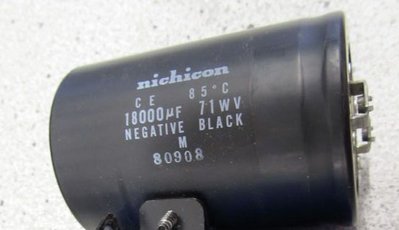 nichicon
CE 85°C
18000µF 71WV
NEGATIVE BLACK
M
80908